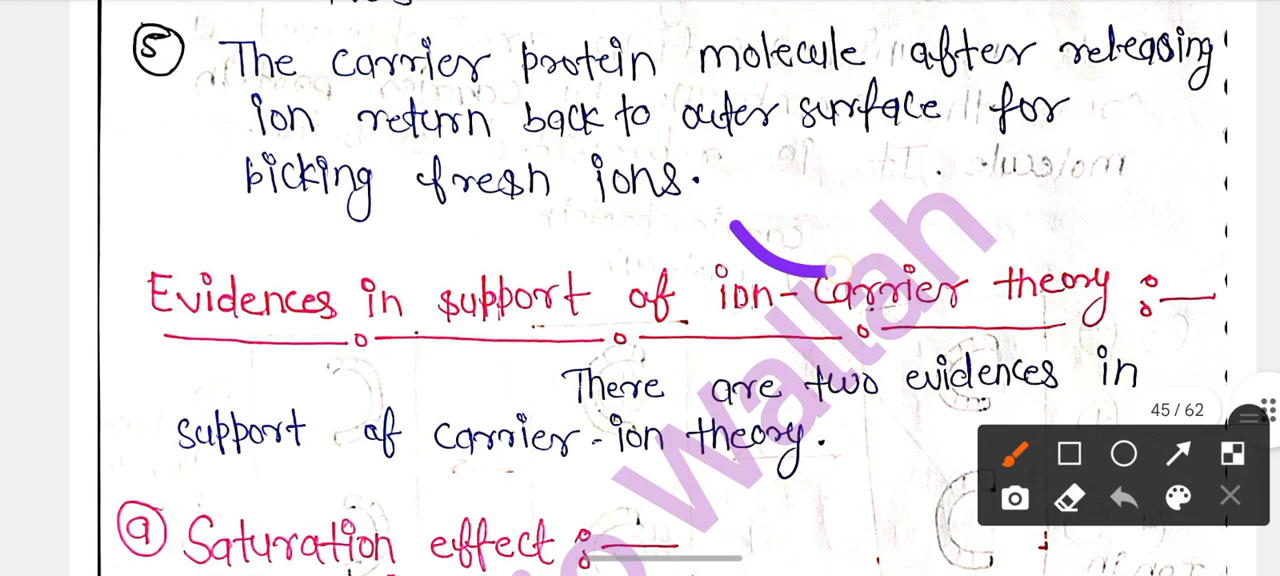 ⑤ The carrier protein molecule after releasing
ion return back to outer surface for
picking fresh ions.
Evidences in support of ion-carrier theory :—
There are two evidences in
support of carrier-ion theory.
ⓐ Saturation effect :—
Wallah
45 / 62